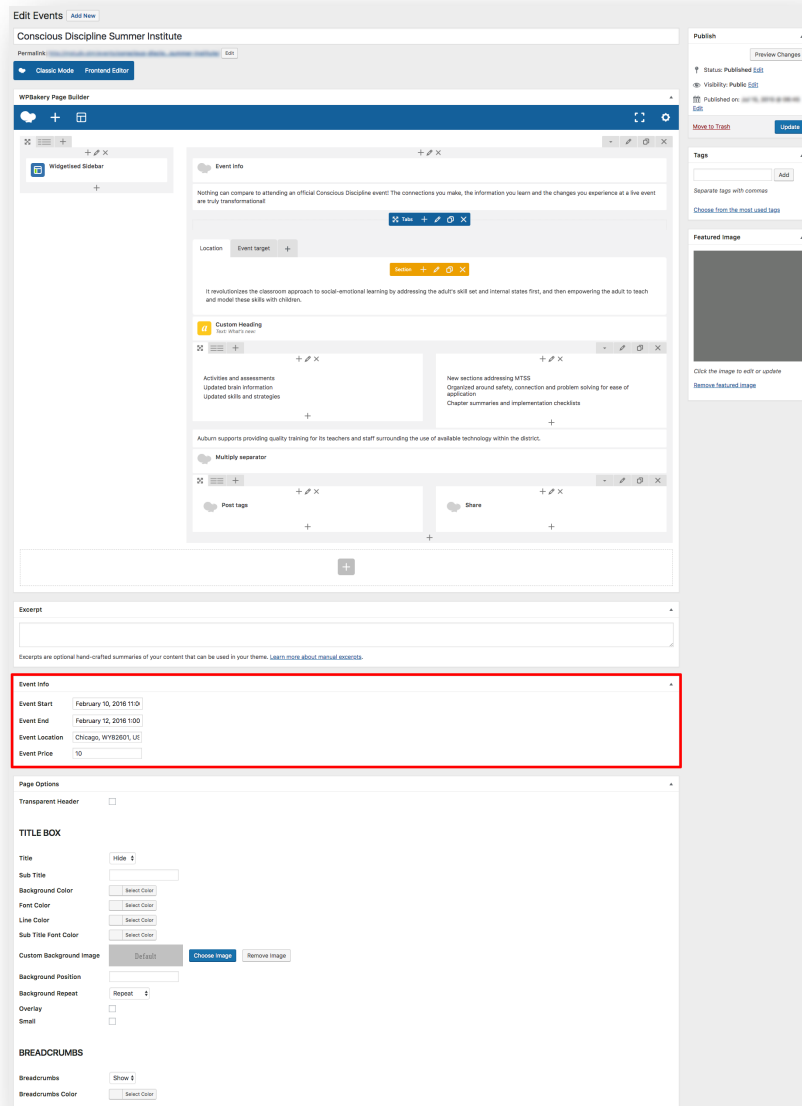 Edit Events Add New
Conscious Discipline Summer Institute
Permalink: Edit
Classic Mode Frontend Editor
WPBakery Page Builder
Widgetised Sidebar
Event Info
Nothing can compare to attending an official Conscious Discipline event! The connections you make, the information you learn and the changes you experience at a live event
are truly transformational!
Tabs
Location Event target
Section
It revolutionizes the classroom approach to social-emotional learning by addressing the adult's skill set and internal states first, and then empowering the adult to teach
and model these skills with children.
Custom Heading
Text: What's new
Activities and assessments
Updated brain information
Updated skills and strategies
New sections addressing MTSS
Organized around safety, connection and problem solving for ease of
application
Chapter summaries and implementation checklists
Auburn supports providing quality training for its teachers and staff surrounding the use of available technology within the district.
Multiply separator
Post tags
Share
Excerpt
Excerpts are optional hand-crafted summaries of your content that can be used in your theme. Learn more about manual excerpts.
Event Info
Event Start February 10, 2016 11:0
Event End February 12, 2016 1:00
Event Location Chicago, WY82601, US
Event Price 10
Page Options
Transparent Header
TITLE BOX
Title Hide
Sub Title
Background Color Select Color
Font Color Select Color
Line Color Select Color
Sub Title Font Color Select Color
Custom Background Image Default Choose Image Remove Image
Background Position
Background Repeat Repeat
Overlay
Small
BREADCRUMBS
Breadcrumbs Show
Breadcrumbs Color Select Color
Publish
Preview Changes
Status: Published Edit
Visibility: Public Edit
Published on:
Edit
Move to Trash Update
Tags
Add
Separate tags with commas
Choose from the most used tags
Featured Image
Click the image to edit or update
Remove featured image